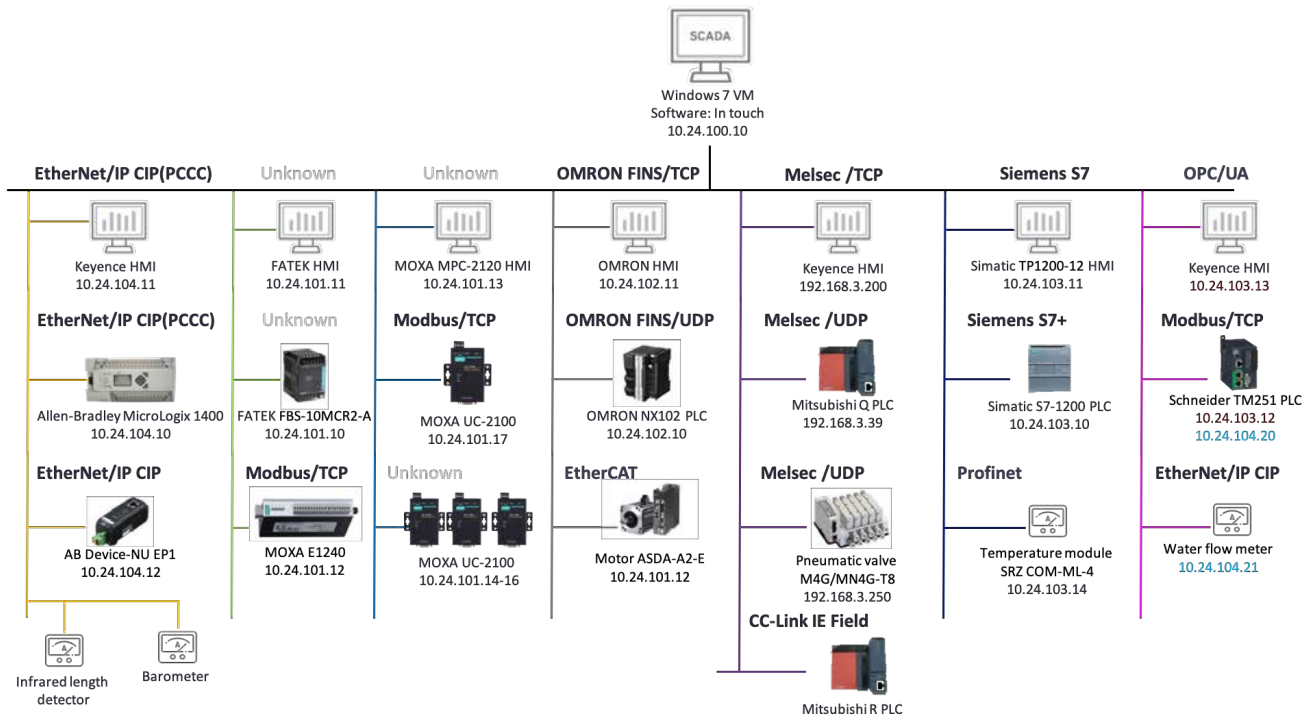 SCADA
Windows 7 VM
Software: In touch
10.24.100.10
EtherNet/IP CIP(PCCC)
Unknown
Unknown
OMRON FINS/TCP
Melsec /TCP
Siemens S7
OPC/UA
Keyence HMI
10.24.104.11
FATEK HMI
10.24.101.11
MOXA MPC-2120 HMI
10.24.101.13
OMRON HMI
10.24.102.11
Keyence HMI
192.168.3.200
Simatic TP1200-12 HMI
10.24.103.11
Keyence HMI
10.24.103.13
EtherNet/IP CIP(PCCC)
Unknown
Modbus/TCP
OMRON FINS/UDP
Melsec /UDP
Siemens S7+
Modbus/TCP
Allen-Bradley MicroLogix 1400
10.24.104.10
FATEK FBS-10MCR2-A
10.24.101.10
MOXA UC-2100
10.24.101.17
OMRON NX102 PLC
10.24.102.10
Mitsubishi Q PLC
192.168.3.39
Simatic S7-1200 PLC
10.24.103.10
Schneider TM251 PLC
10.24.103.12
10.24.104.20
EtherNet/IP CIP
Modbus/TCP
Unknown
EtherCAT
Melsec /UDP
Profinet
EtherNet/IP CIP
AB Device-NU EP1
10.24.104.12
MOXA E1240
10.24.101.12
MOXA UC-2100
10.24.101.14-16
Motor ASDA-A2-E
10.24.101.12
Pneumatic valve
M4G/MN4G-T8
192.168.3.250
Temperature module
SRZ COM-ML-4
10.24.103.14
Water flow meter
10.24.104.21
CC-Link IE Field
Infrared length
detector
Barometer
Mitsubishi R PLC